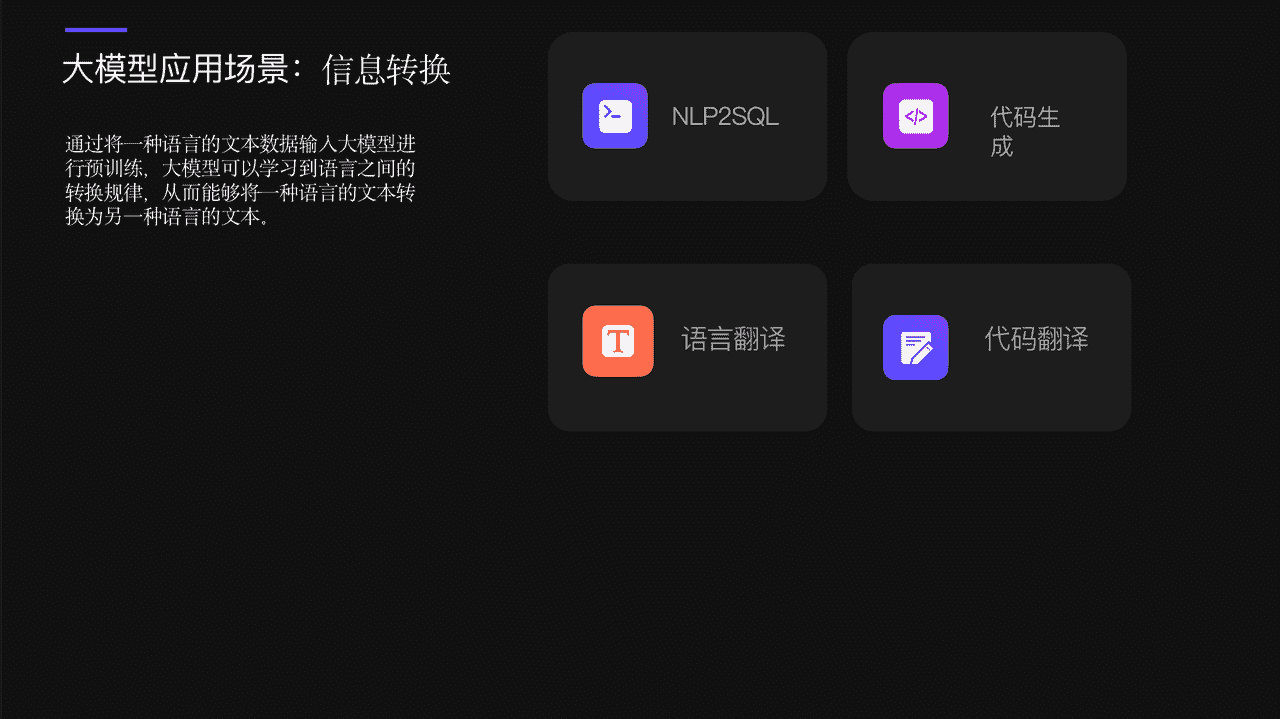 大模型应用场景：信息转换
通过将一种语言的文本数据输入大模型进
行预训练，大模型可以学习到语言之间的
转换规律，从而能够将一种语言的文本转
换为另一种语言的文本。
NLP2SQL
代码生
成
语言翻译
代码翻译